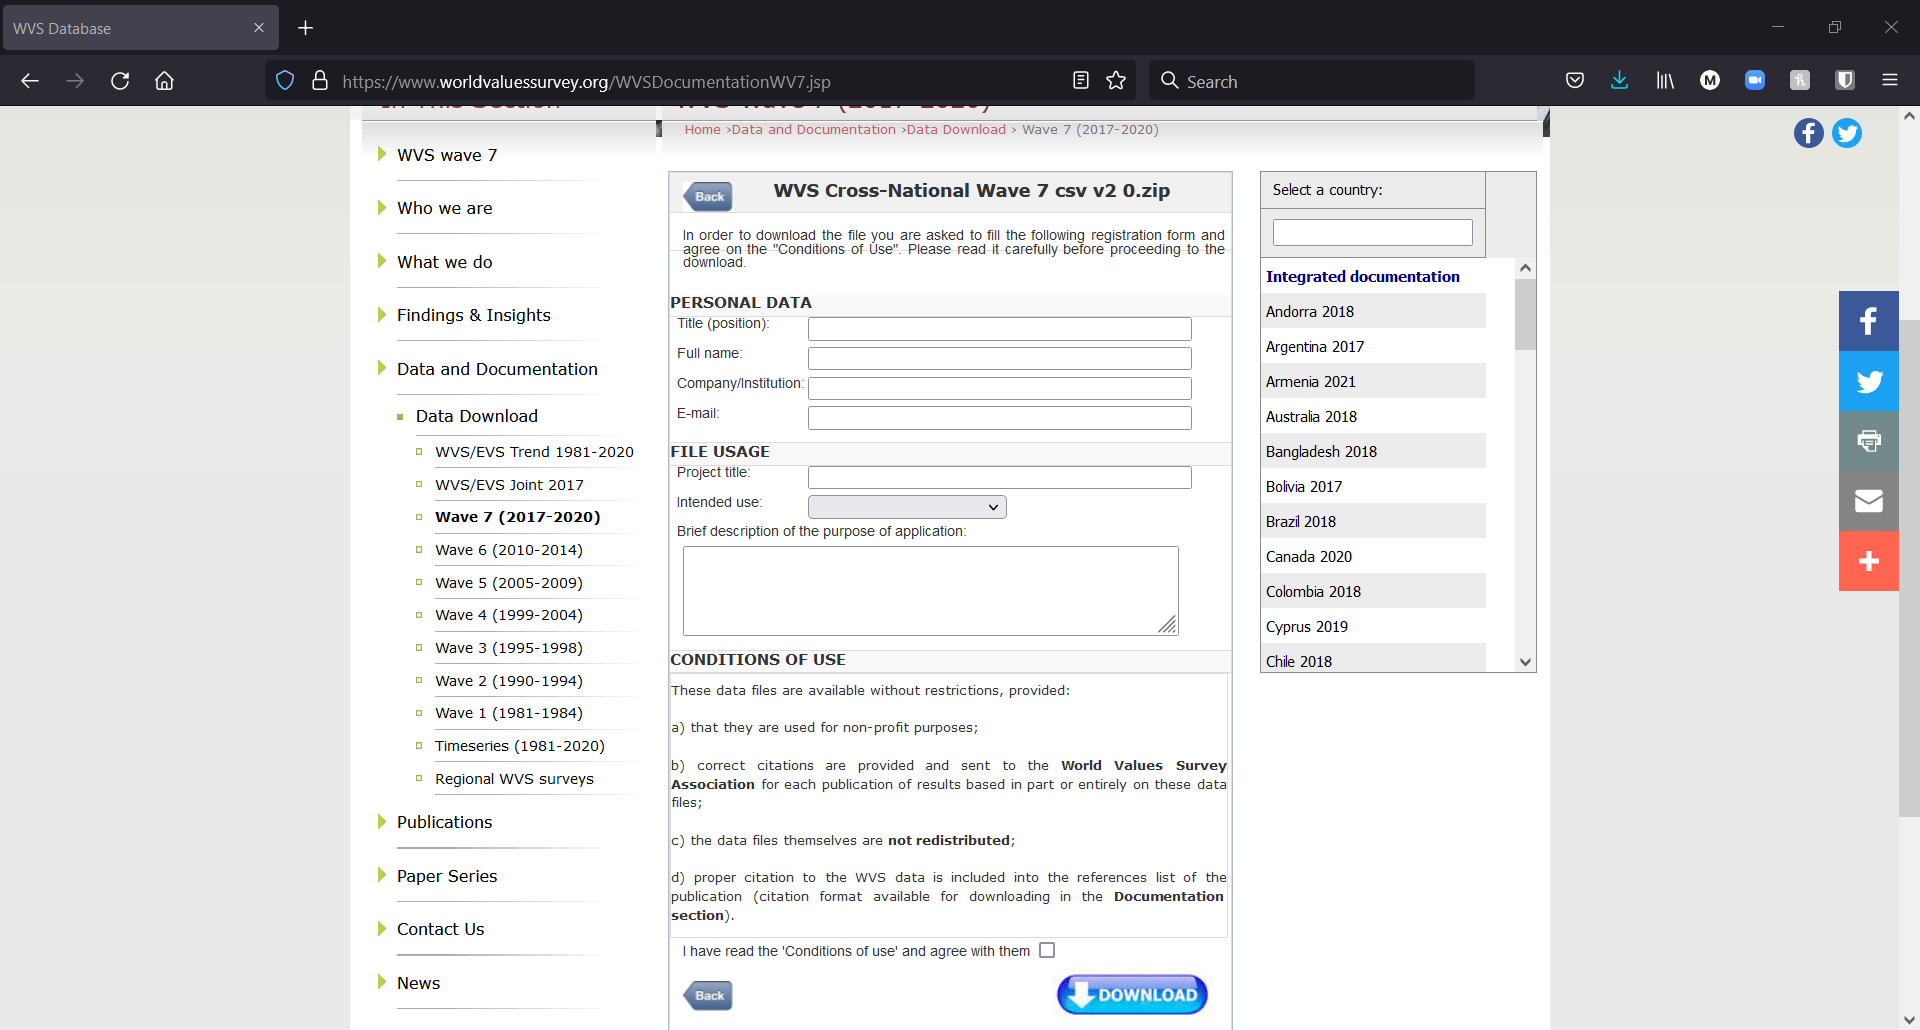 WVS Database
https://www.worldvaluessurvey.org/WVSDocumentationWV7.jsp
Search
In This Section
WVS wave 7 (2017-2020)
Home ›Data and Documentation ›Data Download › Wave 7 (2017-2020)
WVS wave 7
Who we are
What we do
Findings & Insights
Data and Documentation
Data Download
WVS/EVS Trend 1981-2020
WVS/EVS Joint 2017
Wave 7 (2017-2020)
Wave 6 (2010-2014)
Wave 5 (2005-2009)
Wave 4 (1999-2004)
Wave 3 (1995-1998)
Wave 2 (1990-1994)
Wave 1 (1981-1984)
Timeseries (1981-2020)
Regional WVS surveys
Publications
Paper Series
Contact Us
News
Back
WVS Cross-National Wave 7 csv v2 0.zip
In order to download the file you are asked to fill the following registration form and
agree on the "Conditions of Use". Please read it carefully before proceeding to the
download.
PERSONAL DATA
Title (position):
Full name:
Company/Institution:
E-mail:
FILE USAGE
Project title:
Intended use:
Brief description of the purpose of application:
CONDITIONS OF USE
These data files are available without restrictions, provided:
a) that they are used for non-profit purposes;
b) correct citations are provided and sent to the World Values Survey
Association for each publication of results based in part or entirely on these data
files;
c) the data files themselves are not redistributed;
d) proper citation to the WVS data is included into the references list of the
publication (citation format available for downloading in the Documentation
section).
I have read the 'Conditions of use' and agree with them
Back
DOWNLOAD
Select a country:
Integrated documentation
Andorra 2018
Argentina 2017
Armenia 2021
Australia 2018
Bangladesh 2018
Bolivia 2017
Brazil 2018
Canada 2020
Colombia 2018
Cyprus 2019
Chile 2018